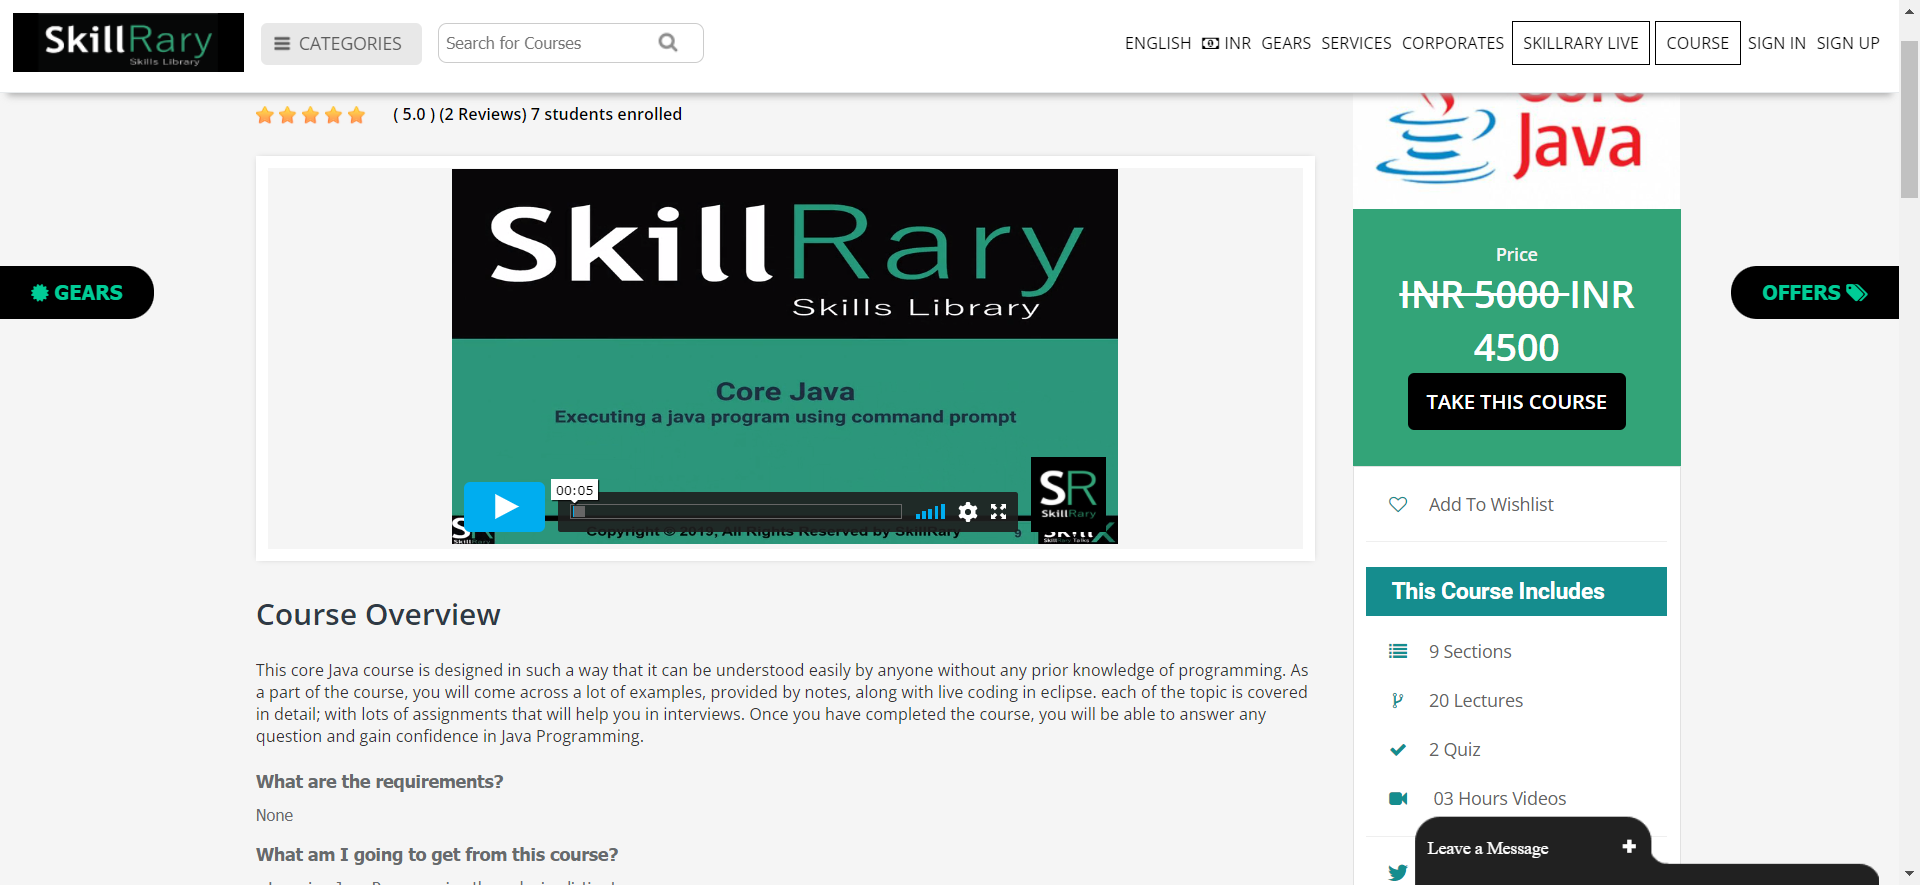 SkillRary
Skills Library
CATEGORIES
Search for Courses
ENGLISH INR GEARS SERVICES CORPORATES SKILLRARY LIVE COURSE SIGN IN SIGN UP
( 5.0 ) (2 Reviews) 7 students enrolled
Core
Java
SkillRary
Skills Library
Core Java
Executing a java program using command prompt
00:05
SR
SkillRary
Copyright © 2019, All Rights Reserved by SkillRary
9
GEARS
OFFERS
Price
INR 5000 INR
4500
TAKE THIS COURSE
Add To Wishlist
This Course Includes
9 Sections
20 Lectures
2 Quiz
03 Hours Videos
Leave a Message
Course Overview
This core Java course is designed in such a way that it can be understood easily by anyone without any prior knowledge of programming. As
a part of the course, you will come across a lot of examples, provided by notes, along with live coding in eclipse. each of the topic is covered
in detail; with lots of assignments that will help you in interviews. Once you have completed the course, you will be able to answer any
question and gain confidence in Java Programming.
What are the requirements?
None
What am I going to get from this course?